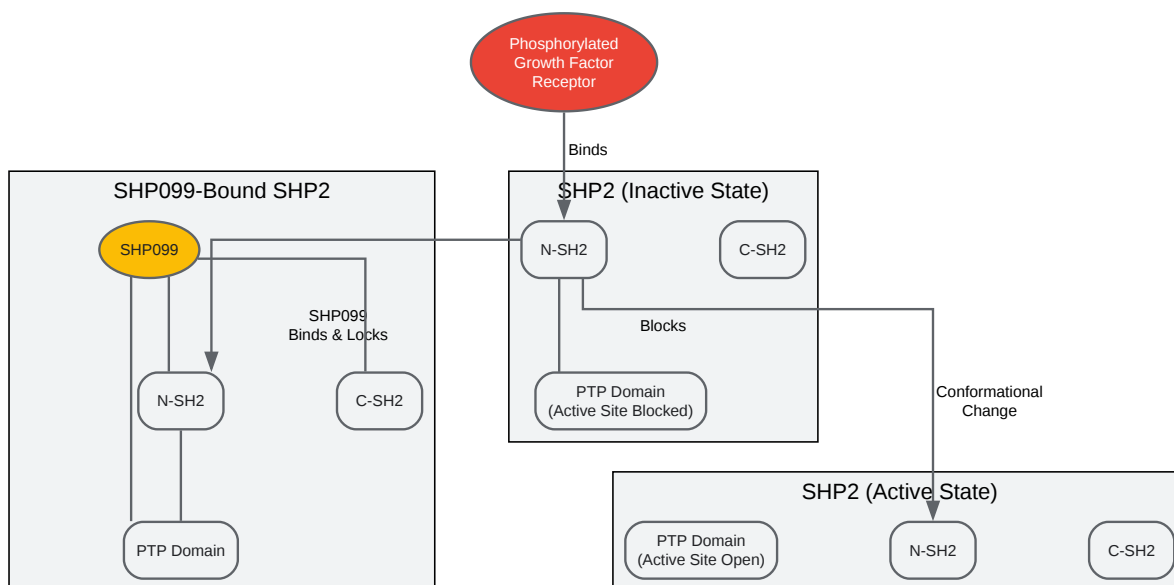 Phosphorylated
Growth Factor
Receptor
Binds
SHP099-Bound SHP2
SHP2 (Inactive State)
SHP099
N-SH2
C-SH2
SHP099
Binds & Locks
Blocks
N-SH2
C-SH2
PTP Domain
(Active Site Blocked)
Conformational
Change
SHP2 (Active State)
PTP Domain
PTP Domain
(Active Site Open)
N-SH2
C-SH2